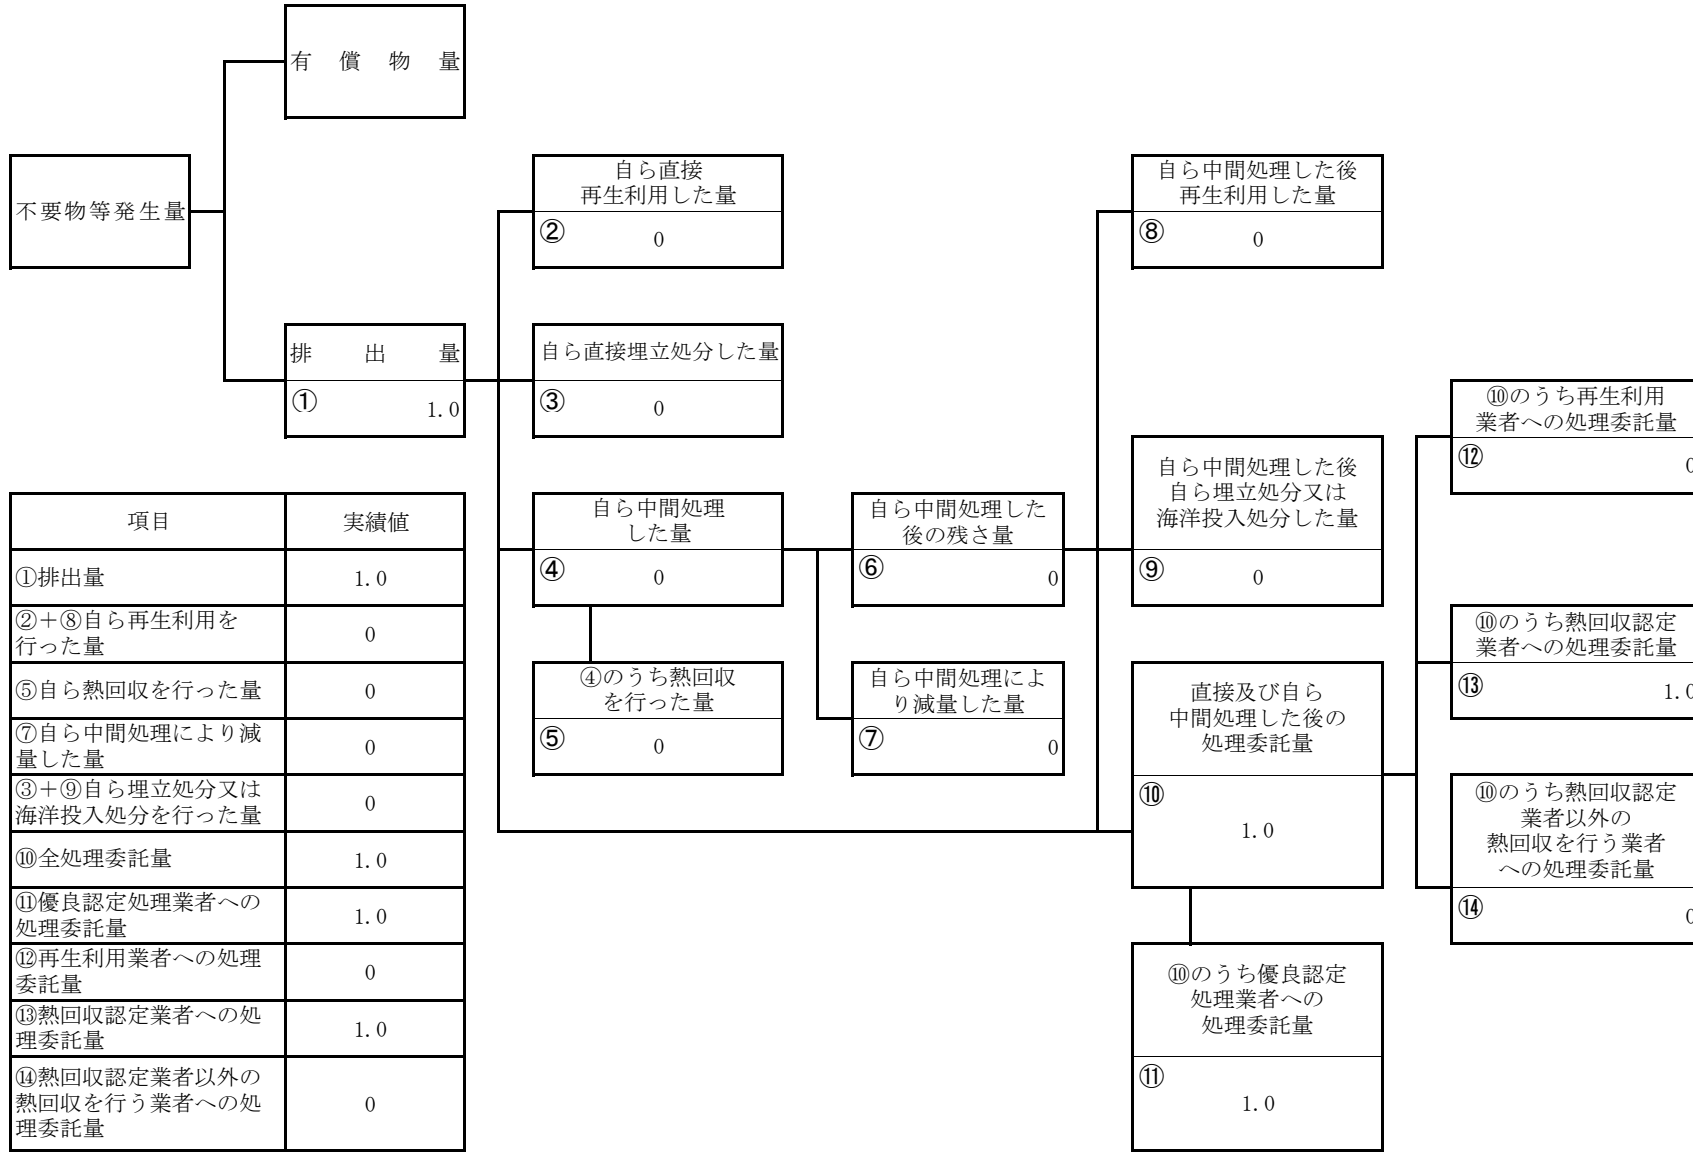 有償物量
不要物等発生量
自ら直接
再生利用した量
② 0
自ら中間処理した後
再生利用した量
⑧ 0
排出量
① 1.0
自ら直接埋立処分した量
③ 0
⑩のうち再生利用
業者への処理委託量
⑫ 0
自ら中間処理
した量
④ 0
自ら中間処理した
後の残さ量
⑥ 0
自ら中間処理した後
自ら埋立処分又は
海洋投入処分した量
⑨ 0
④のうち熱回収
を行った量
⑤ 0
自ら中間処理によ
り減量した量
⑦ 0
直接及び自ら
中間処理した後の
処理委託量
⑩
1.0
⑩のうち熱回収認定
業者への処理委託量
⑬ 1.0
⑩のうち熱回収認定
業者以外の
熱回収を行う業者
への処理委託量
⑭ 0
⑩のうち優良認定
処理業者への
処理委託量
⑪
1.0
項目 実績値
①排出量 1.0
②＋⑧自ら再生利用を
行った量 0
⑤自ら熱回収を行った量 0
⑦自ら中間処理により減
量した量 0
③＋⑨自ら埋立処分又は
海洋投入処分を行った量 0
⑩全処理委託量 1.0
⑪優良認定処理業者への
処理委託量 1.0
⑫再生利用業者への処理
委託量 0
⑬熱回収認定業者への処
理委託量 1.0
⑭熱回収認定業者以外の
熱回収を行う業者への処
理委託量 0